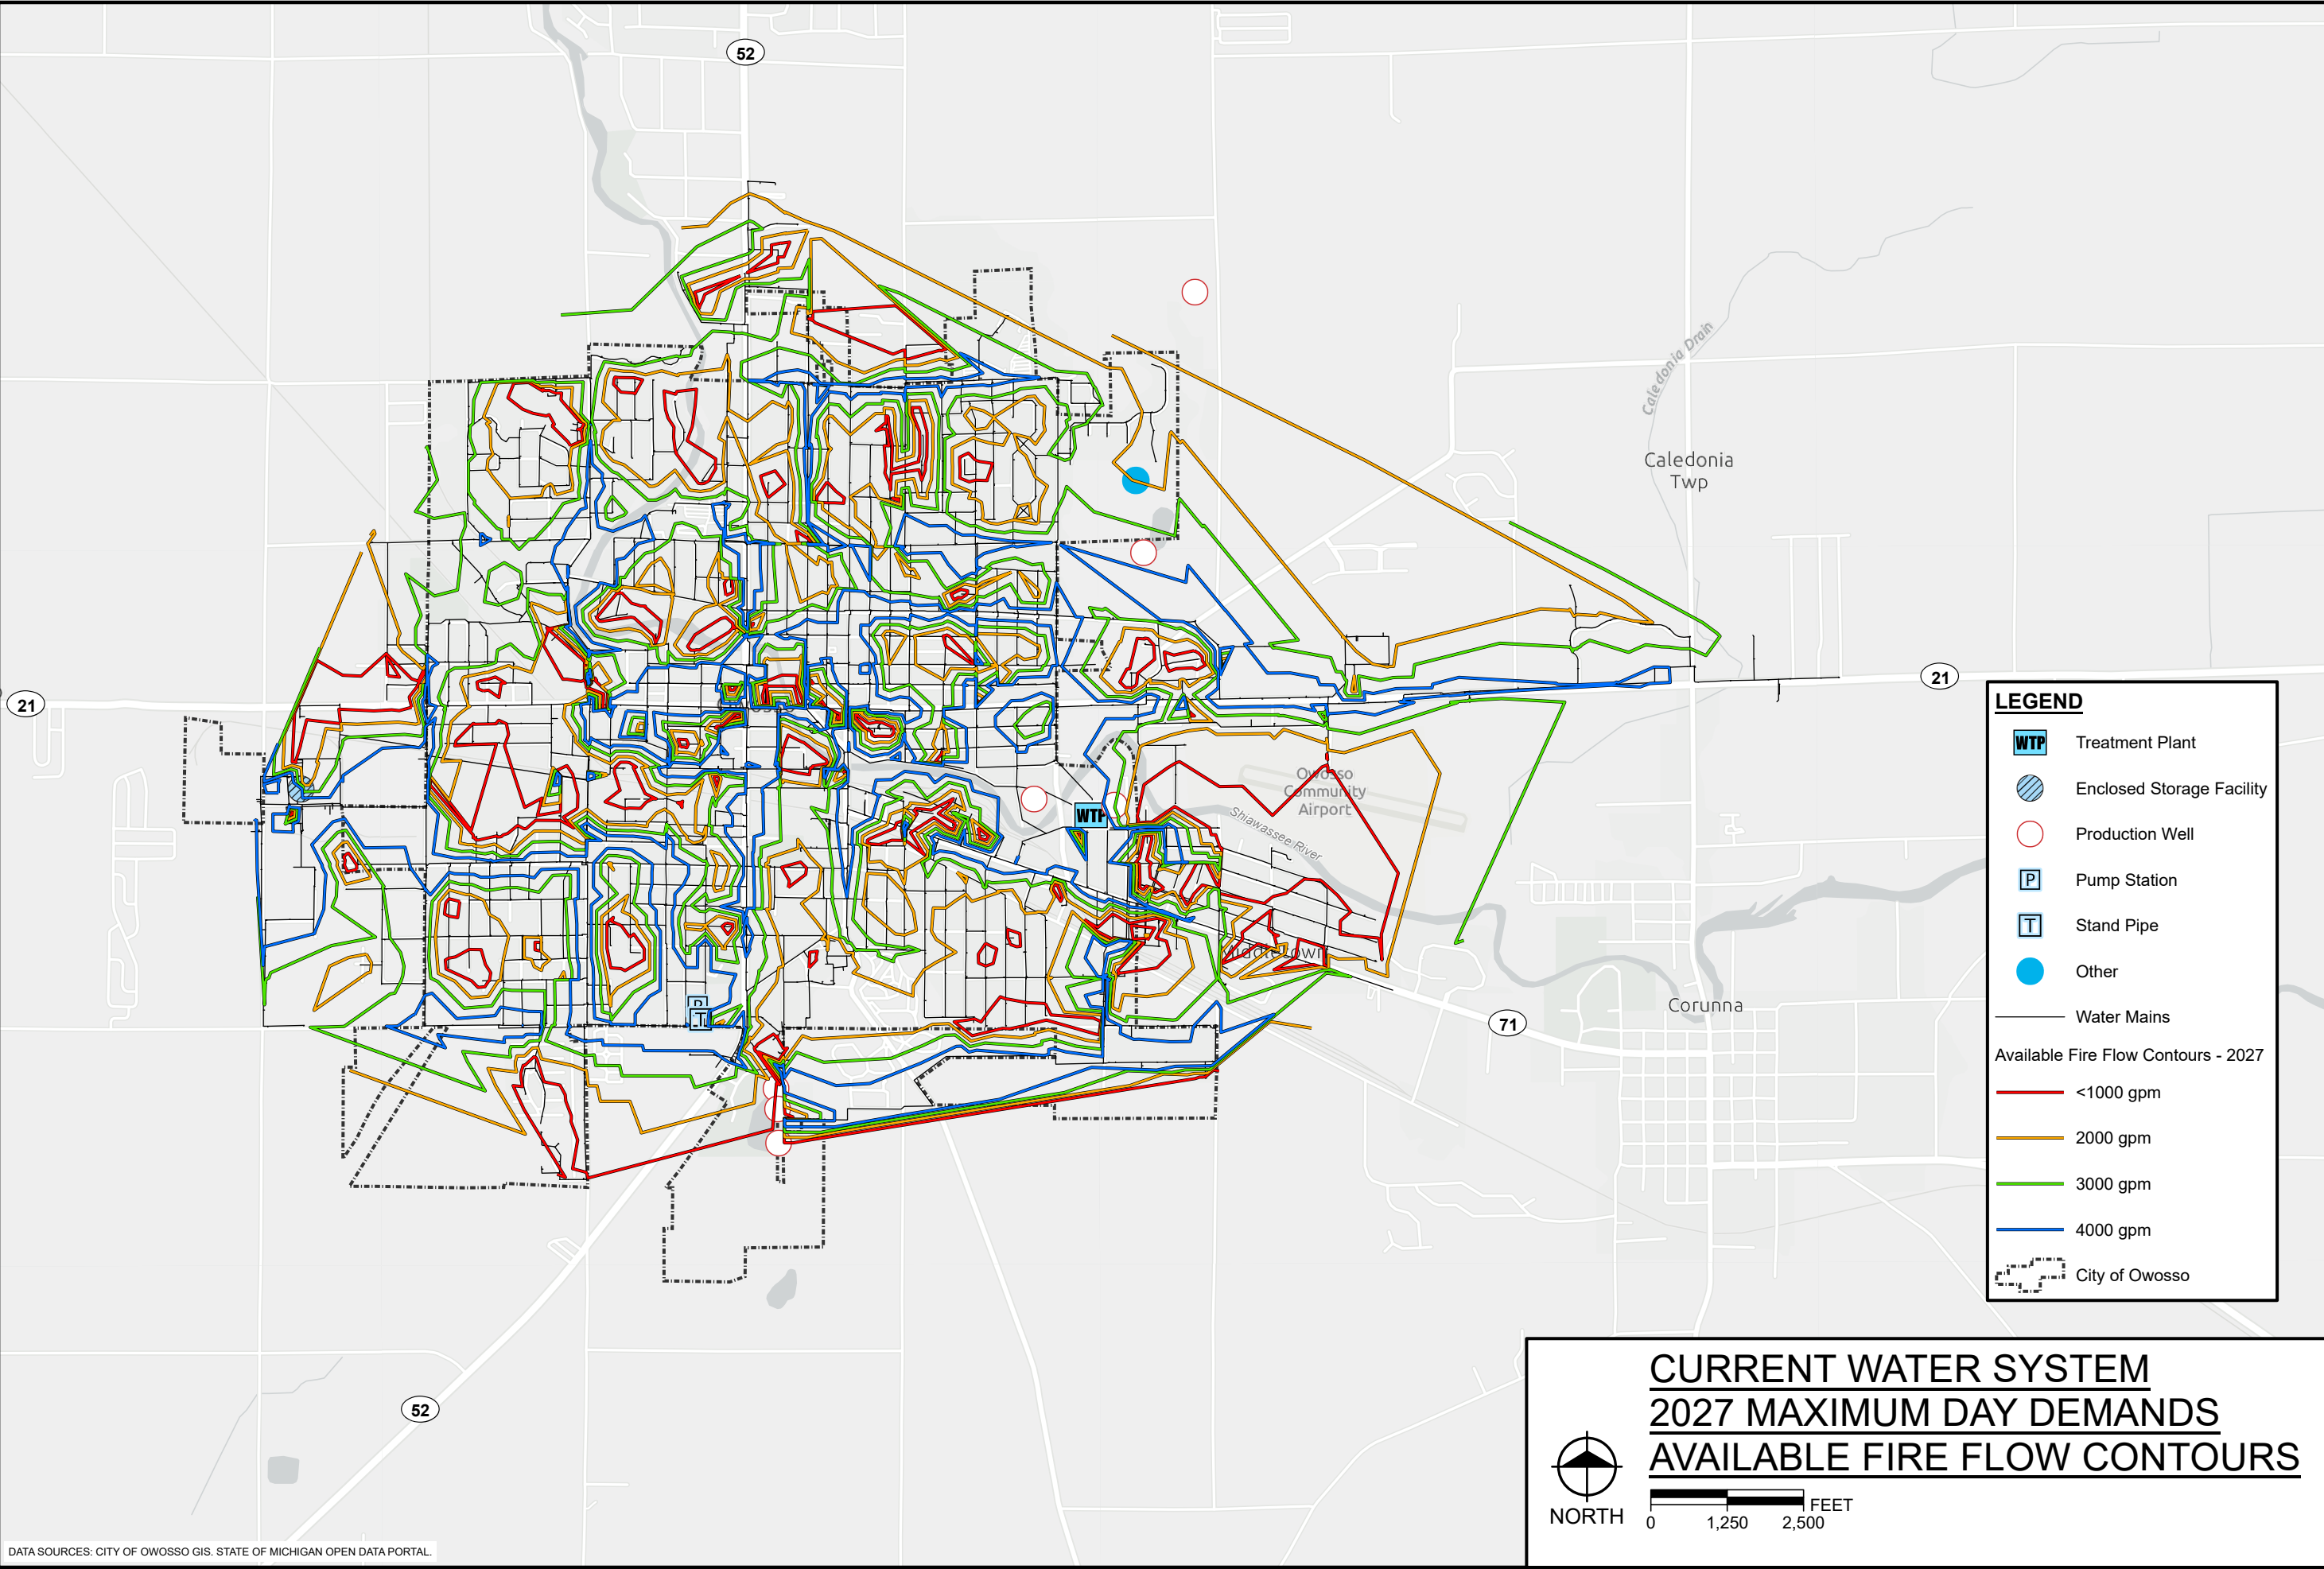 52
Caledonia Drain
Caledonia
Twp
21
21
Owosso
Community
Airport
WTP
Shiawassee River
Middletown
P
T
Corunna
71
52
LEGEND
WTP Treatment Plant
Enclosed Storage Facility
Production Well
P Pump Station
T Stand Pipe
Other
Water Mains
Available Fire Flow Contours - 2027
<1000 gpm
2000 gpm
3000 gpm
4000 gpm
City of Owosso
CURRENT WATER SYSTEM
2027 MAXIMUM DAY DEMANDS
AVAILABLE FIRE FLOW CONTOURS
NORTH
FEET
0 1,250 2,500
DATA SOURCES: CITY OF OWOSSO GIS. STATE OF MICHIGAN OPEN DATA PORTAL.